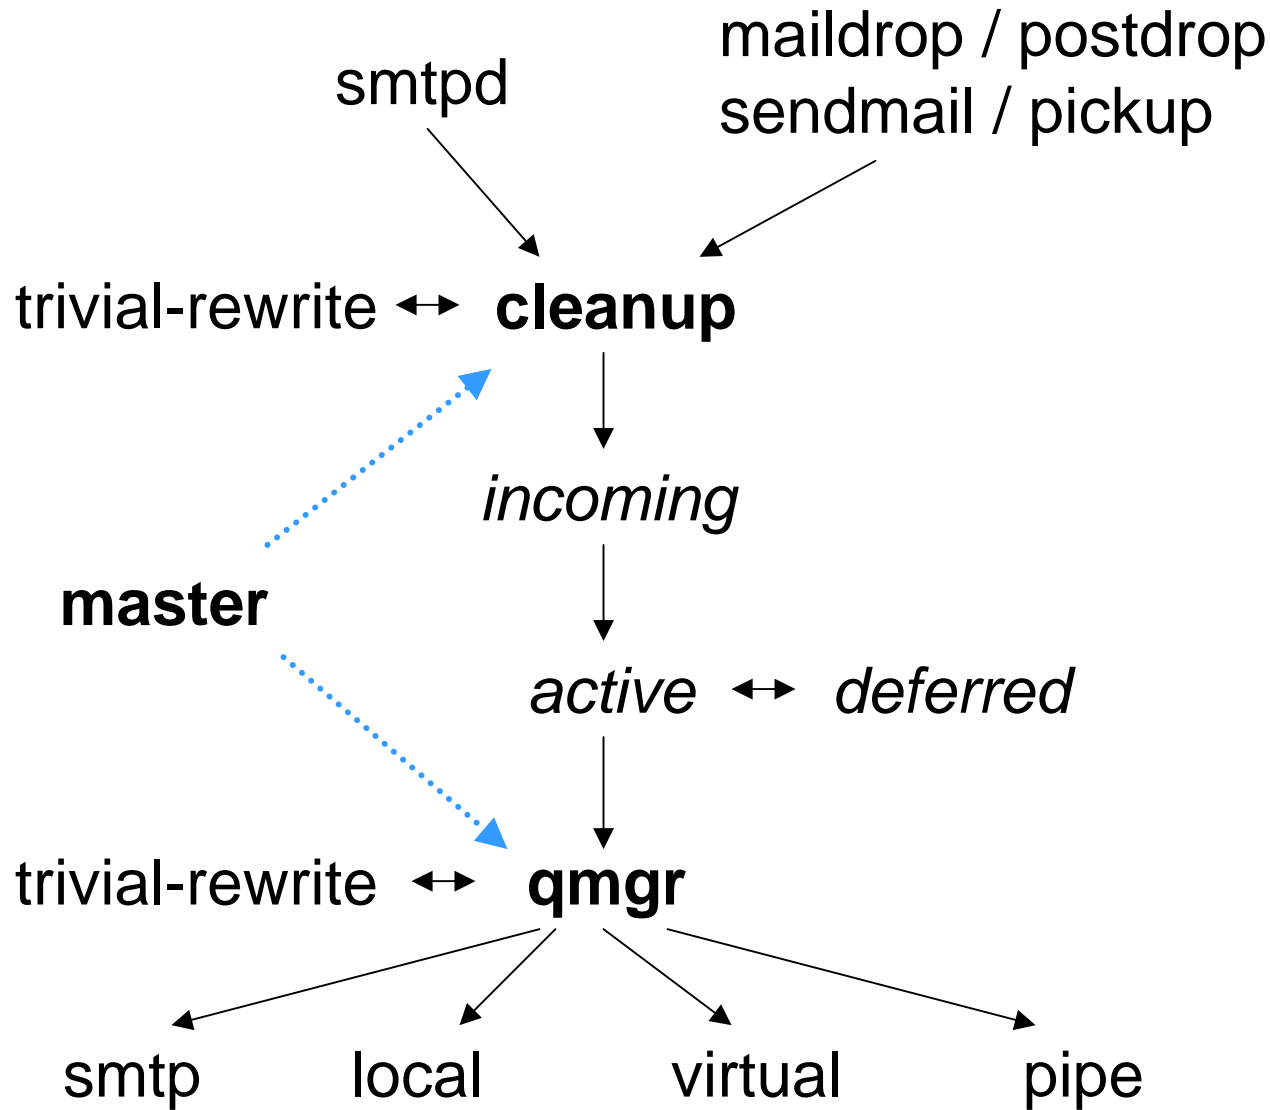 maildrop / postdrop
smtpd
sendmail / pickup
trivial-rewrite cleanup
incoming
master
active deferred
trivial-rewrite qmgr
smtp local virtual pipe